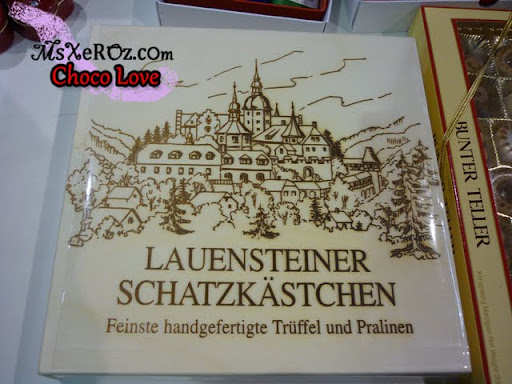 MsXeROz.com
Choco Love
LAUENSTEINER
SCHATZKÄSTCHEN
Feinste handgefertigte Trüffel und Pralinen
BUNTER TELLER